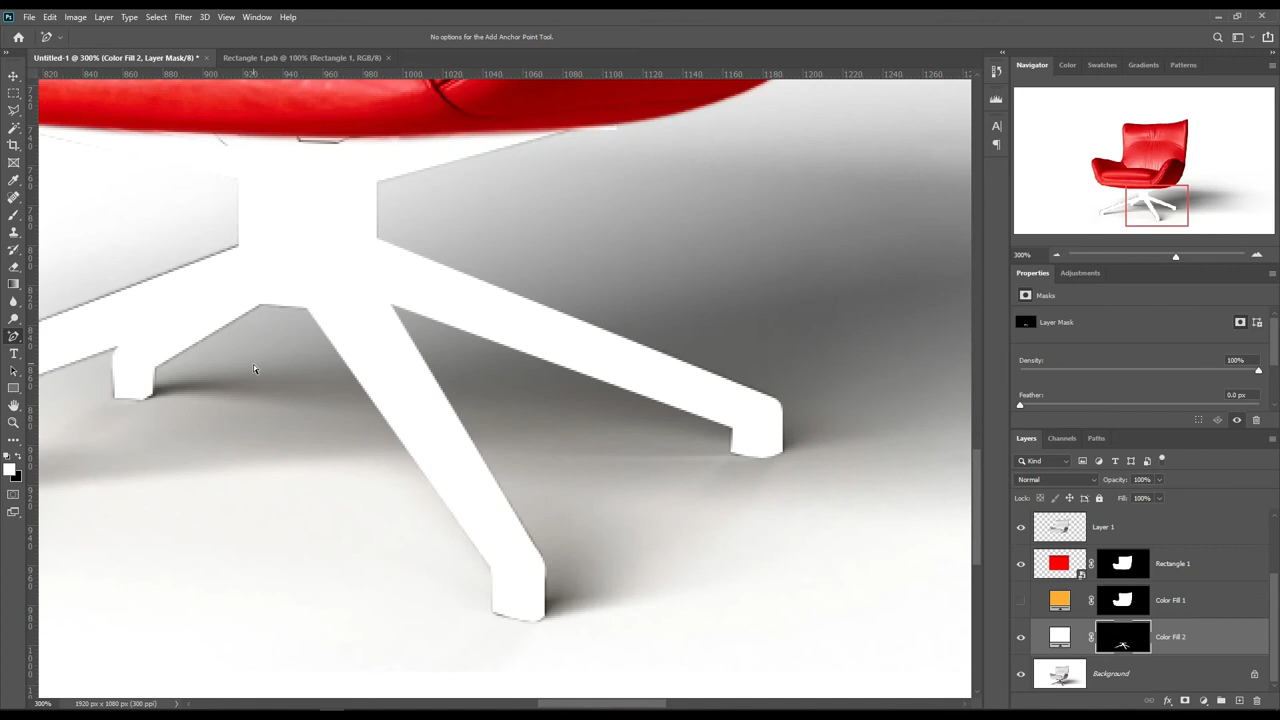 File Edit Image Layer Type Select Filter 3D View Window Help
No options for the Add Anchor Point Tool.
Untitled-1 @ 300% (Color Fill 2, Layer Mask/8) * × Rectangle 1.psb @ 100% (Rectangle 1, RGB/8) ×
820 840 860 880 900 920 940 960 980 1000 1020 1040 1060 1080 1100 1120 1140 1160 1180 1200 1220 1240 1260 1280
Navigator Color Swatches Gradients Patterns
300%
Properties Adjustments
Masks
Layer Mask
Density: 100%
Feather: 0.0 px
Layers Channels Paths
Kind
Normal Opacity: 100%
Lock: Fill: 100%
Layer 1
Rectangle 1
Color Fill 1
Color Fill 2
Background
300% 1920 px x 1080 px (300 ppi)